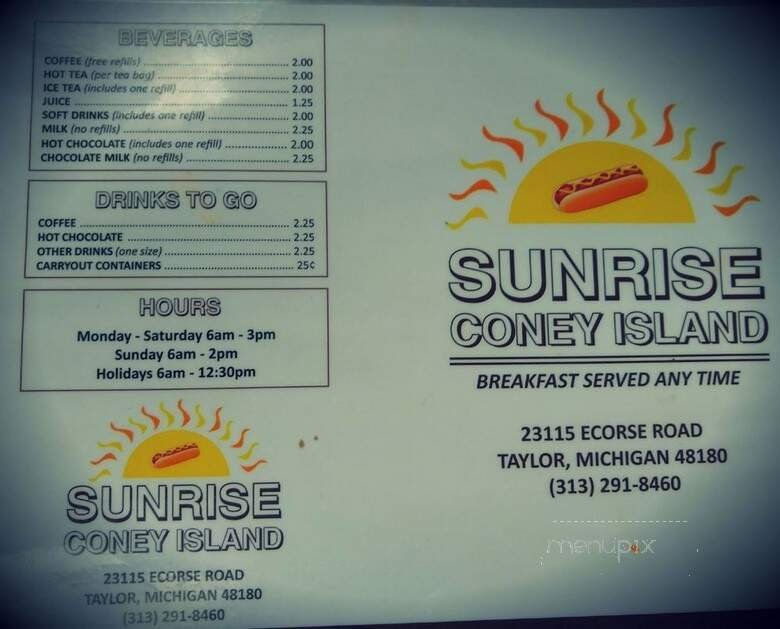 BEVERAGES
COFFEE (free refills) 2.00
HOT TEA (per tea bag) 2.00
ICE TEA (includes one refill) 2.00
JUICE 1.25
SOFT DRINKS (includes one refill) 2.00
MILK (no refills) 2.25
HOT CHOCOLATE (includes one refill) 2.00
CHOCOLATE MILK (no refills) 2.25
DRINKS TO GO
COFFEE 2.25
HOT CHOCOLATE 2.25
OTHER DRINKS (one size) 2.25
CARRYOUT CONTAINERS 25¢
HOURS
Monday - Saturday 6am - 3pm
Sunday 6am - 2pm
Holidays 6am - 12:30pm
SUNRISE
CONEY ISLAND
23115 ECORSE ROAD
TAYLOR, MICHIGAN 48180
(313) 291-8460
SUNRISE
CONEY ISLAND
BREAKFAST SERVED ANY TIME
23115 ECORSE ROAD
TAYLOR, MICHIGAN 48180
(313) 291-8460
menupix